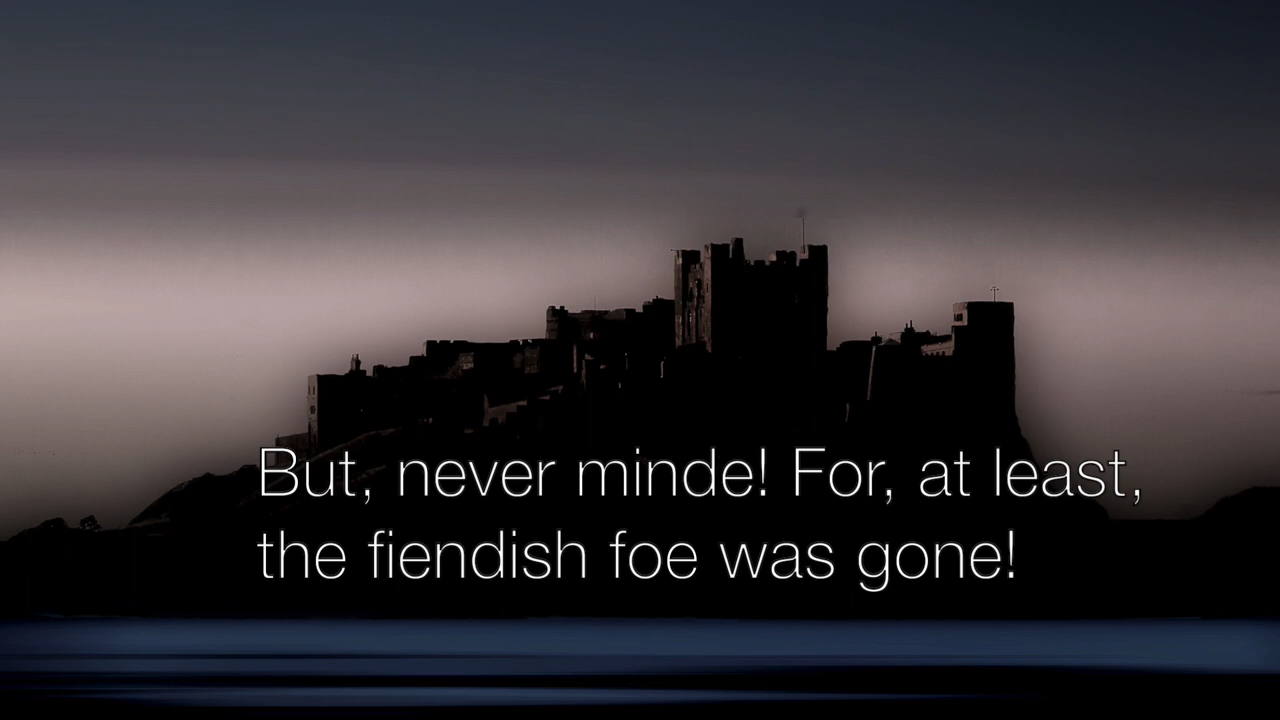 But, never minde! For, at least,
the fiendish foe was gone!